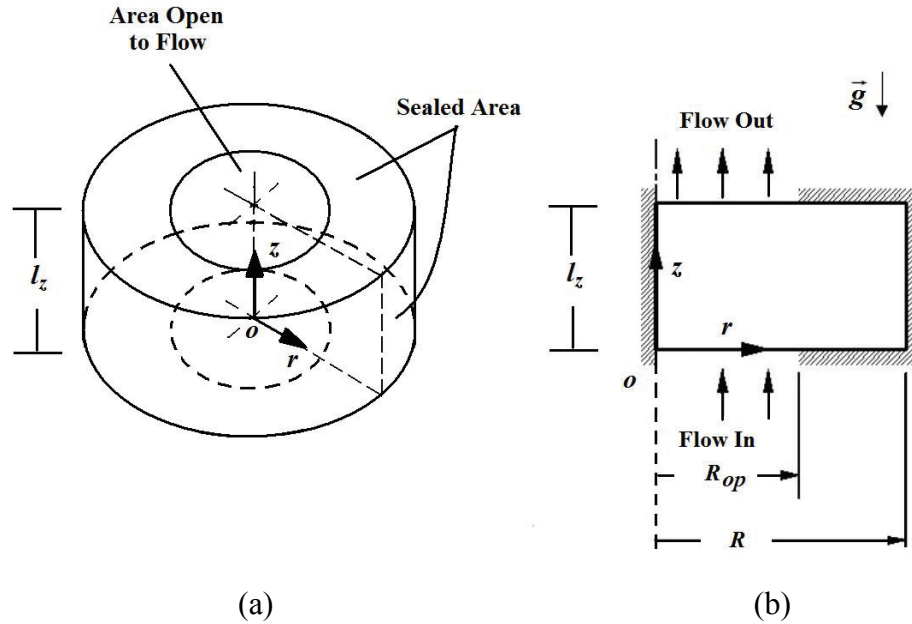 Area Open
to Flow
Sealed Area
l_z
z
o
r
(a)
g
Flow Out
l_z
z
r
o
Flow In
R_op
R
(b)